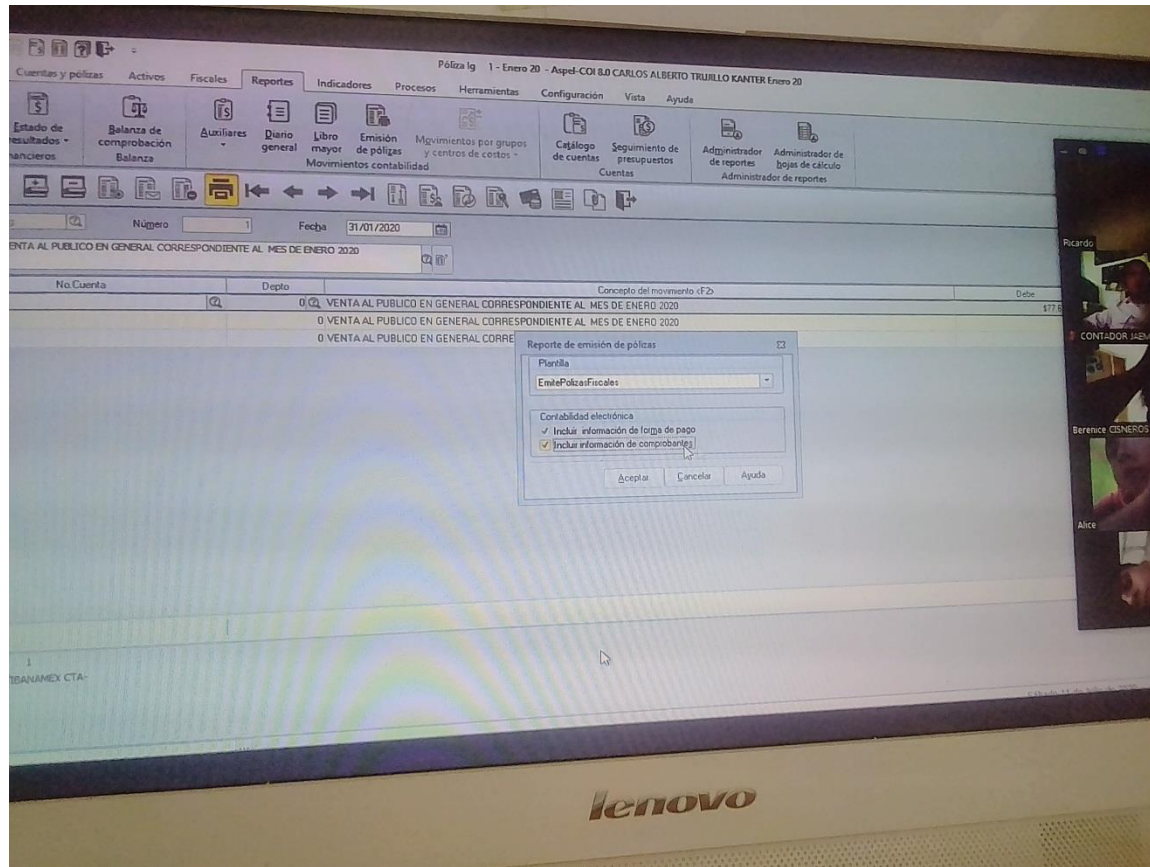 Póliza Ig 1 - Enero 20 - Aspel-COI 8.0 CARLOS ALBERTO TRUJILLO KANTER Enero 20
Cuentas y pólizas Activos Fiscales Reportes Indicadores Procesos Herramientas Configuración Vista Ayuda
Estado de resultados
Balanza de comprobación
Auxiliares
Diario general
Libro mayor
Emisión de pólizas
Movimientos por grupos y centros de costos
Catálogo de cuentas
Seguimiento de presupuestos
Administrador de reportes
Administrador de hojas de cálculo
Balanza
Movimientos contabilidad
Cuentas
Administrador de reportes
Número 1 Fecha 31/01/2020
VENTA AL PUBLICO EN GENERAL CORRESPONDIENTE AL MES DE ENERO 2020
No.Cuenta Depto Concepto del movimiento <F2> Debe
0 VENTA AL PUBLICO EN GENERAL CORRESPONDIENTE AL MES DE ENERO 2020
0 VENTA AL PUBLICO EN GENERAL CORRESPONDIENTE AL MES DE ENERO 2020
0 VENTA AL PUBLICO EN GENERAL CORRE
Reporte de emisión de pólizas
Plantilla
EmitePolizasFiscales
Contabilidad electrónica
Incluir información de forma de pago
Incluir información de comprobantes
Aceptar Cancelar Ayuda
Ricardo
CONTADOR JAEM
Berenice CISNEROS
Alice
1
BANAMEX CTA-
lenovo